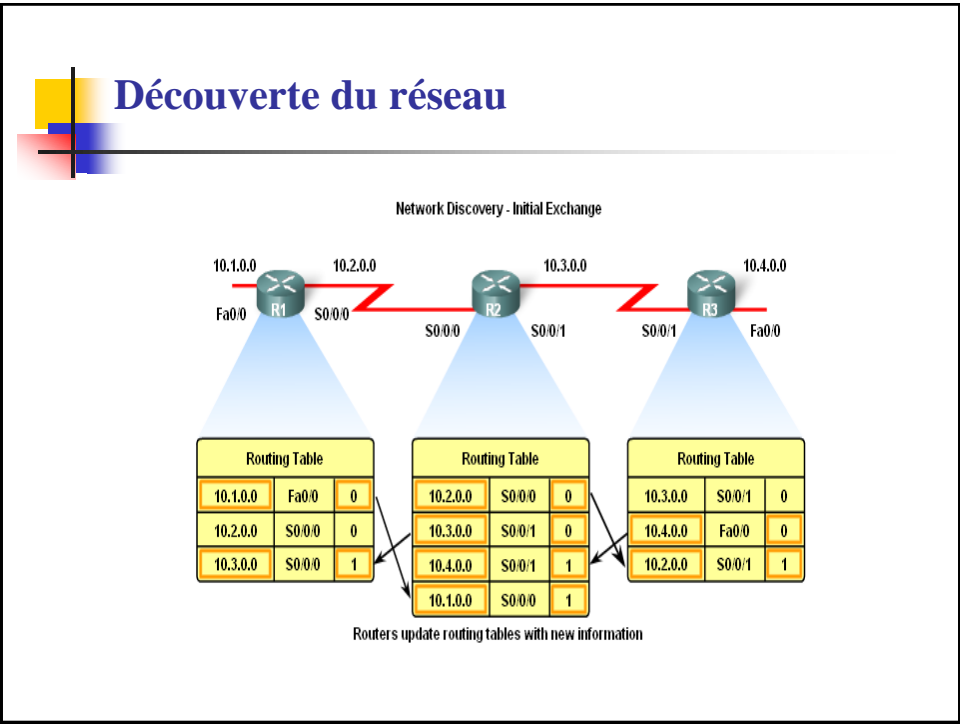 Découverte du réseau
Network Discovery - Initial Exchange
10.1.0.0 10.2.0.0 10.3.0.0 10.4.0.0
R1 R2 R3
Fa0/0 S0/0/0 S0/0/0 S0/0/1 S0/0/1 Fa0/0
Routing Table
10.1.0.0 Fa0/0 0
10.2.0.0 S0/0/0 0
10.3.0.0 S0/0/0 1
Routing Table
10.2.0.0 S0/0/0 0
10.3.0.0 S0/0/1 0
10.4.0.0 S0/0/1 1
10.1.0.0 S0/0/0 1
Routing Table
10.3.0.0 S0/0/1 0
10.4.0.0 Fa0/0 0
10.2.0.0 S0/0/1 1
Routers update routing tables with new information